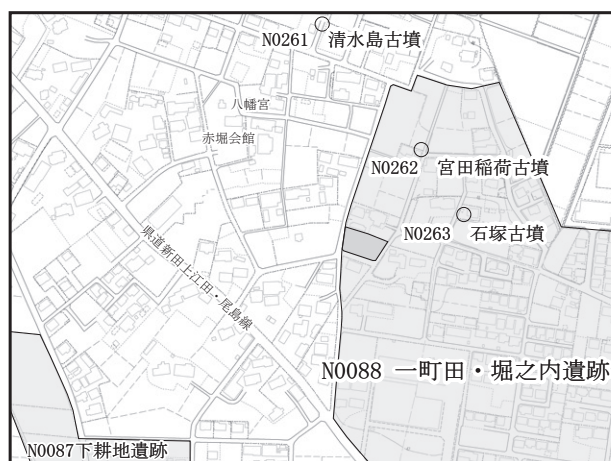 N0261 清水島古墳
八幡宮
赤堀会館
N0262 宮田稲荷古墳
N0263 石塚古墳
県道新田上江田・尾島線
N0088 一町田・堀之内遺跡
N0087下耕地遺跡